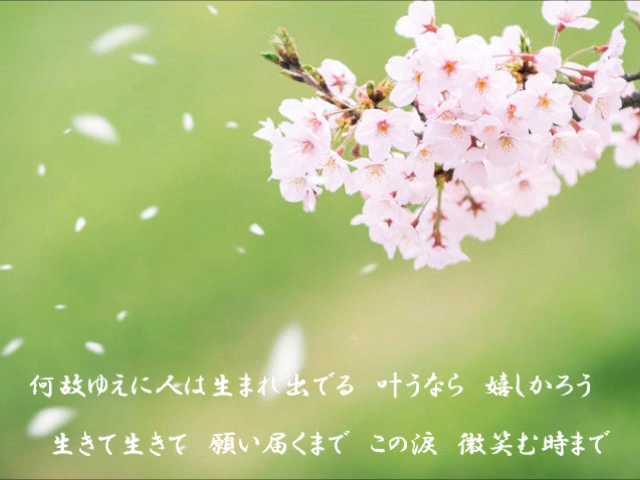 何故ゆえに人は生まれ出でる　叶うなら　嬉しかろう
生きて生きて　願い届くまで　この涙　微笑む時まで